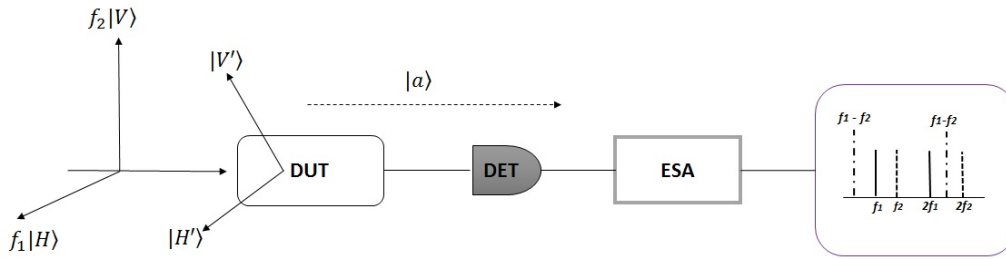 f₂|V⟩
|V'⟩
|a⟩
DUT
DET
ESA
f₁|H⟩
|H'⟩
f1 - f2
f1-f2
f1
f2
2f1
2f2